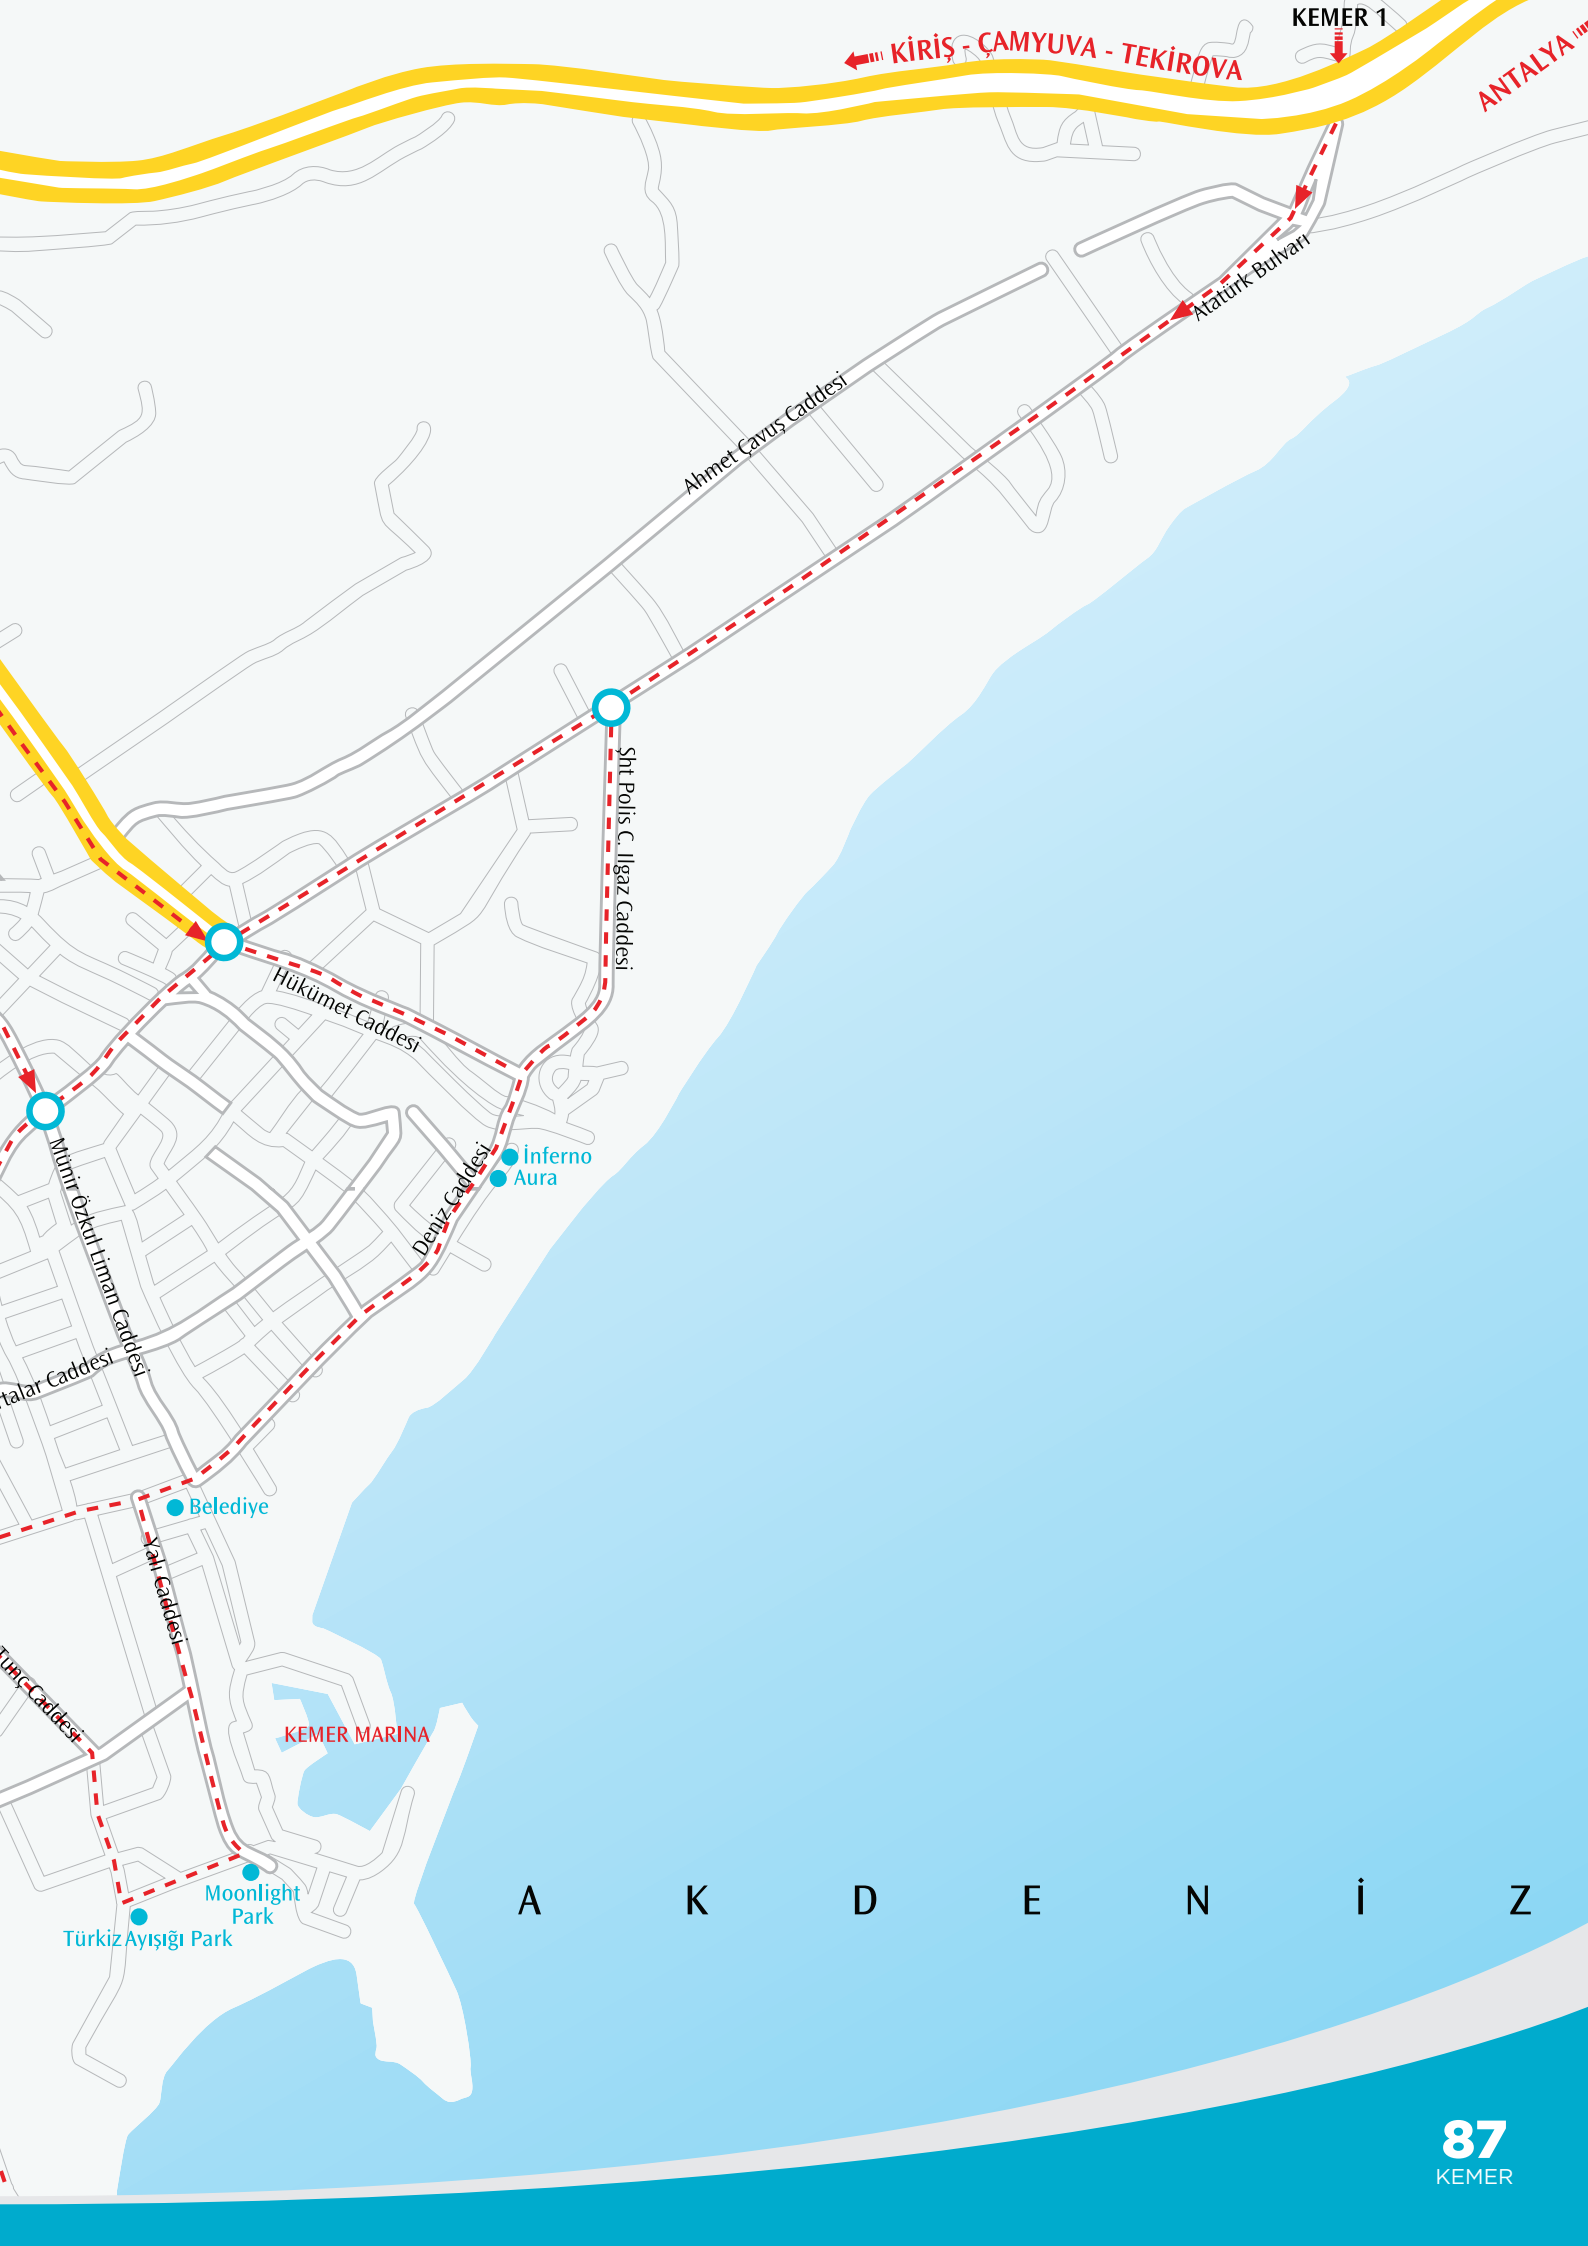 KEMER 1
KİRİŞ - ÇAMYUVA - TEKİROVA
ANTALYA
Atatürk Bulvarı
Ahmet Çavuş Caddesi
Şht Polis C. Ilgaz Caddesi
Hükümet Caddesi
İnferno
Aura
Deniz Caddesi
Münir Özkul Liman Caddesi
talar Caddesi
Belediye
Yalı Caddesi
Tunç Caddesi
KEMER MARINA
Moonlight
Park
Türkiz Ayışığı Park
A K D E N İ Z
87
KEMER